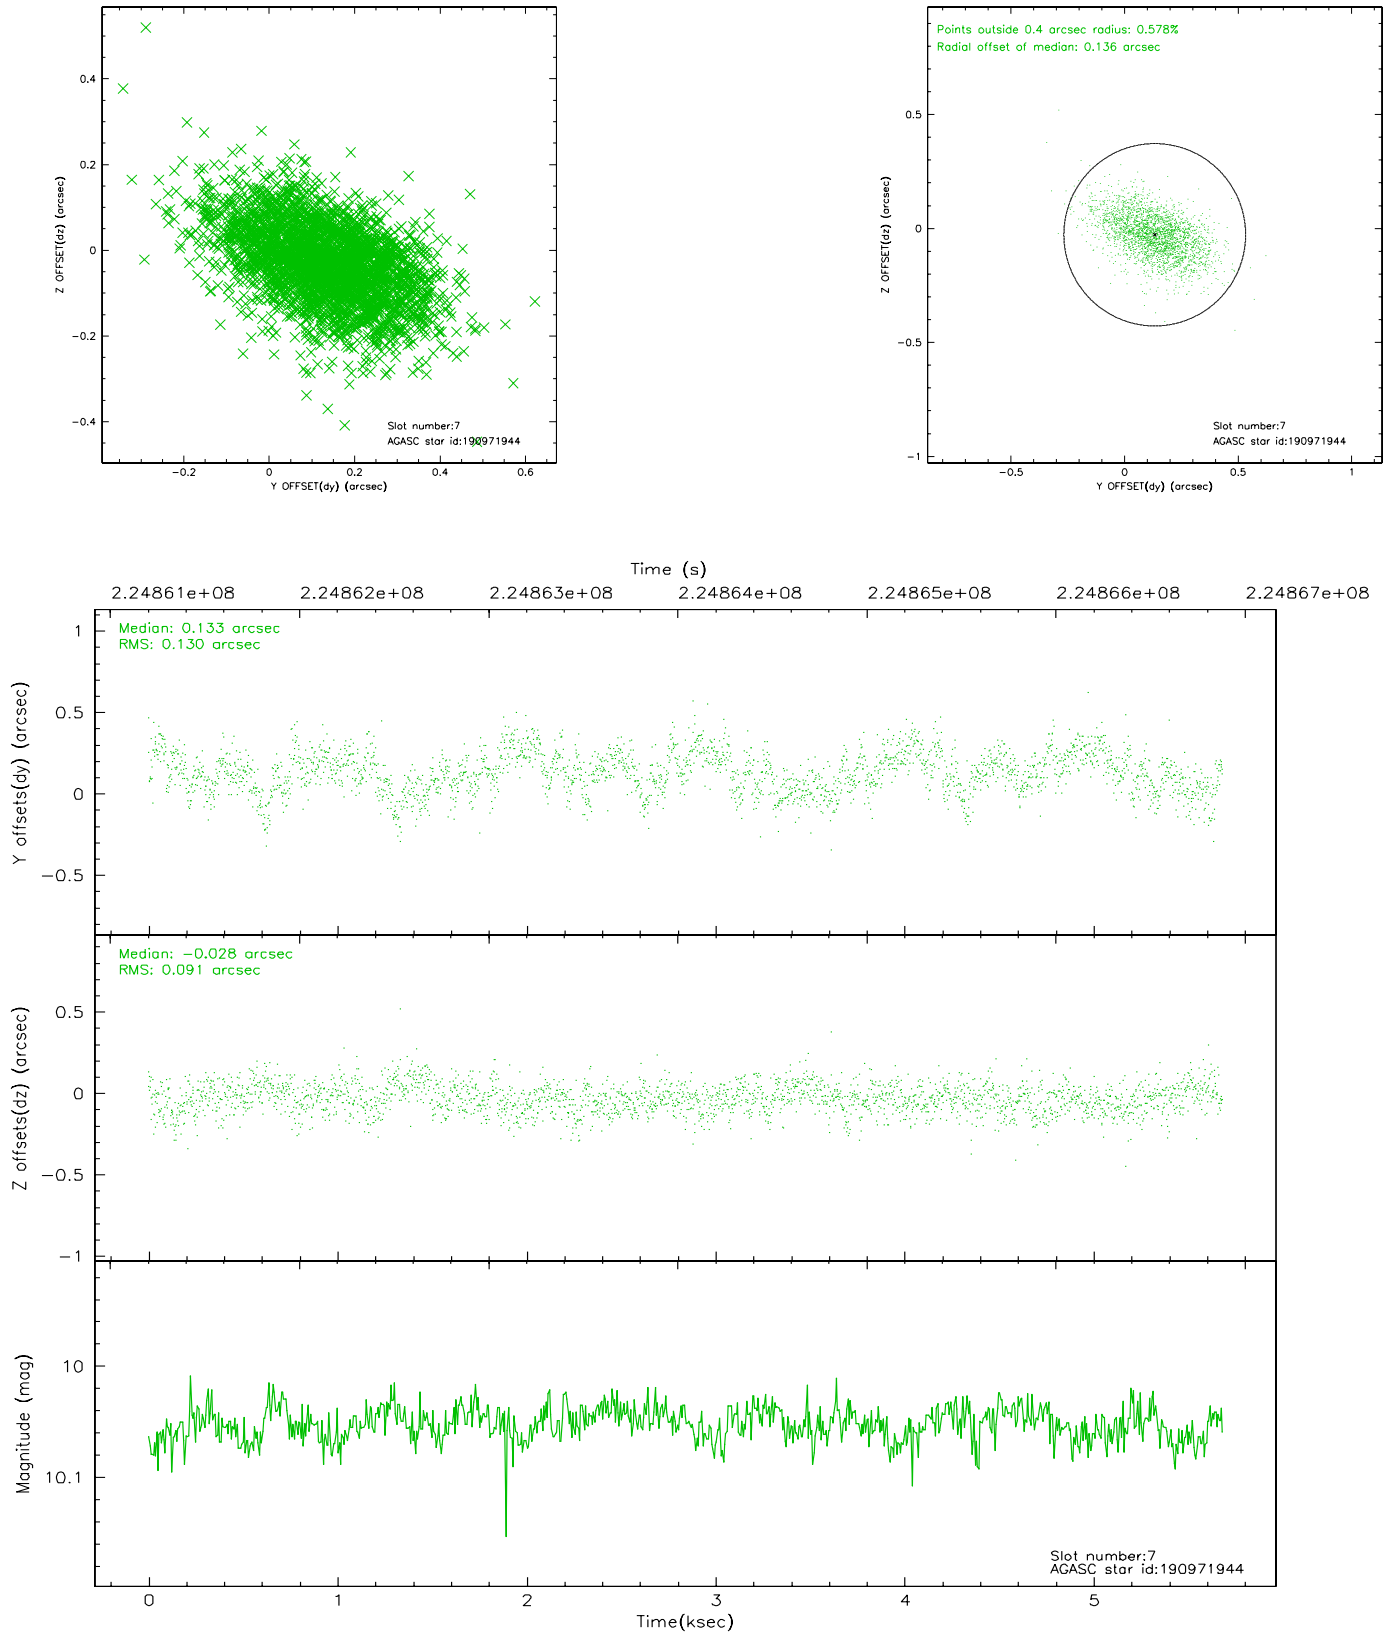 0.4
0.2
0
−0.2
−0.4
Z OFFSET(dz) (arcsec)
−0.2 0 0.2 0.4 0.6
Y OFFSET(dy) (arcsec)
Slot number:7
AGASC star id:190971944
Points outside 0.4 arcsec radius: 0.578%
Radial offset of median: 0.136 arcsec
0.5
0
−0.5
−1
Z OFFSET(dz) (arcsec)
−0.5 0 0.5 1
Y OFFSET(dy) (arcsec)
Slot number:7
AGASC star id:190971944
Time (s)
2.24861e+08 2.24862e+08 2.24863e+08 2.24864e+08 2.24865e+08 2.24866e+08 2.24867e+08
Median: 0.133 arcsec
RMS: 0.130 arcsec
1
0.5
0
−0.5
Y offsets(dy) (arcsec)
Median: −0.028 arcsec
RMS: 0.091 arcsec
0.5
0
−0.5
−1
Z offsets(dz) (arcsec)
10
10.1
Magnitude (mag)
Slot number:7
AGASC star id:190971944
0 1 2 3 4 5
Time(ksec)